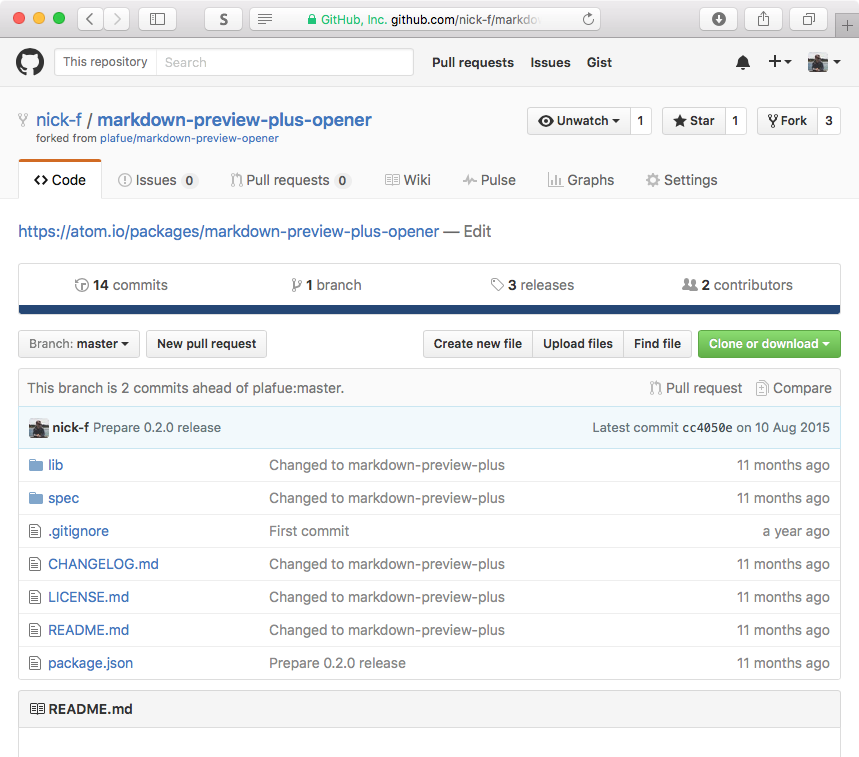 S GitHub, Inc. github.com/nick-f/markdo
This repository Search Pull requests Issues Gist
nick-f / markdown-preview-plus-opener Unwatch 1 Star 1 Fork 3
forked from plafue/markdown-preview-opener
Code Issues 0 Pull requests 0 Wiki Pulse Graphs Settings
https://atom.io/packages/markdown-preview-plus-opener — Edit
14 commits 1 branch 3 releases 2 contributors
Branch: master New pull request Create new file Upload files Find file Clone or download
This branch is 2 commits ahead of plafue:master. Pull request Compare
nick-f Prepare 0.2.0 release Latest commit cc4050e on 10 Aug 2015
lib Changed to markdown-preview-plus 11 months ago
spec Changed to markdown-preview-plus 11 months ago
.gitignore First commit a year ago
CHANGELOG.md Changed to markdown-preview-plus 11 months ago
LICENSE.md Changed to markdown-preview-plus 11 months ago
README.md Changed to markdown-preview-plus 11 months ago
package.json Prepare 0.2.0 release 11 months ago
README.md